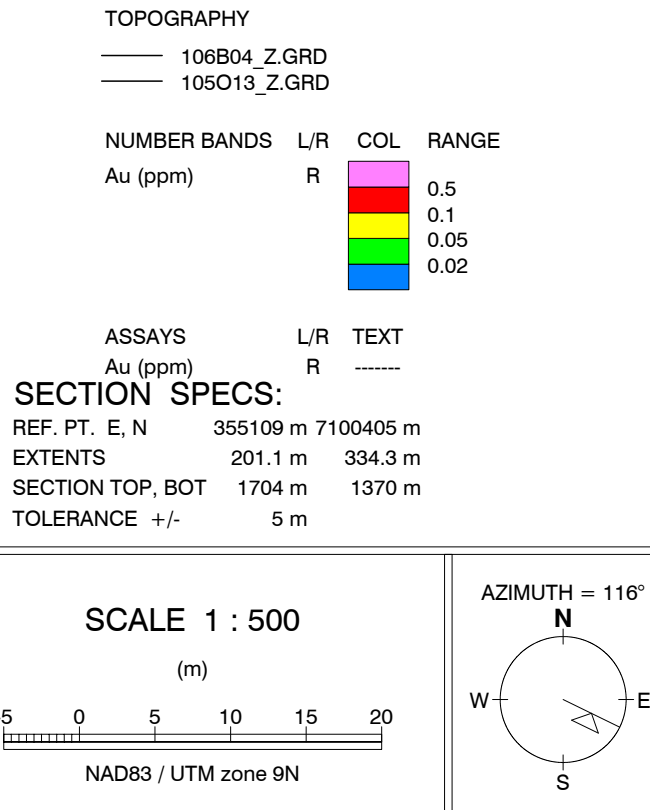 TOPOGRAPHY
106B04_Z.GRD
105O13_Z.GRD
NUMBER BANDS L/R COL RANGE
Au (ppm) R
0.5
0.1
0.05
0.02
ASSAYS L/R TEXT
Au (ppm) R -------
SECTION SPECS:
REF. PT. E, N 355109 m 7100405 m
EXTENTS 201.1 m 334.3 m
SECTION TOP, BOT 1704 m 1370 m
TOLERANCE +/- 5 m
SCALE 1 : 500
(m)
5 0 5 10 15 20
NAD83 / UTM zone 9N
AZIMUTH = 116°
N
W E
S